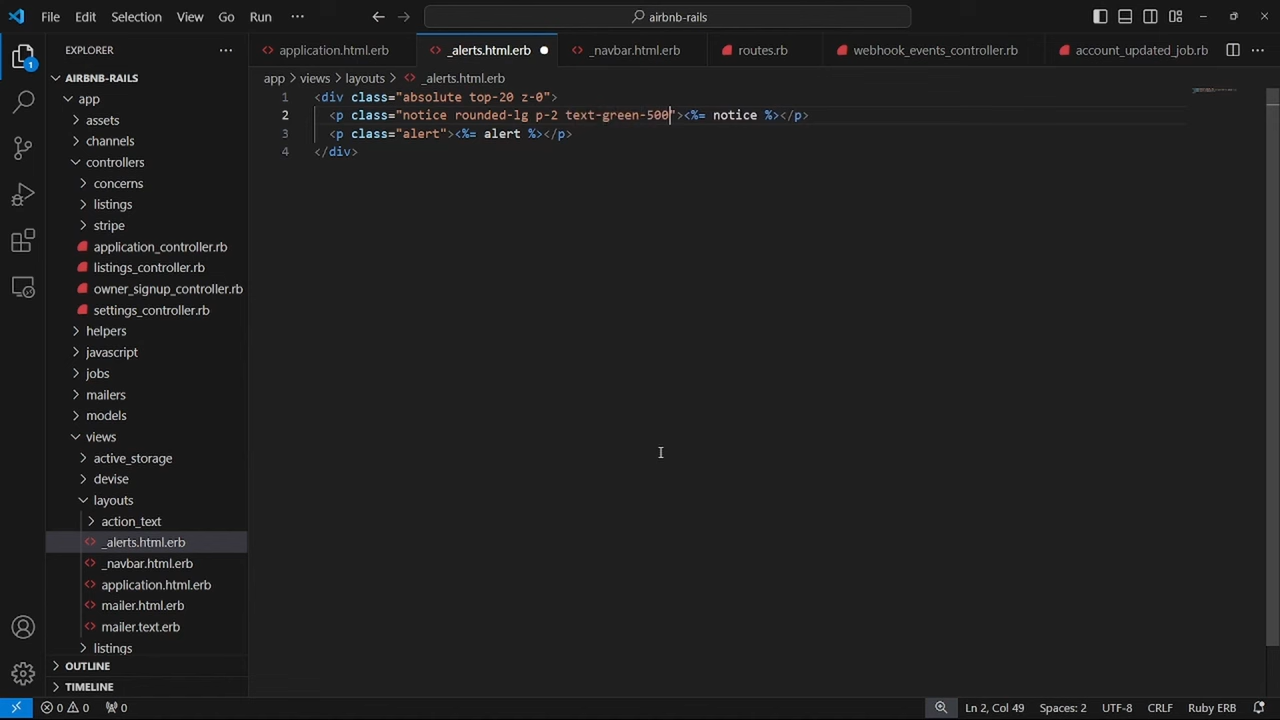 File Edit Selection View Go Run ··· airbnb-rails
EXPLORER ···
application.html.erb _alerts.html.erb _navbar.html.erb routes.rb webhook_events_controller.rb account_updated_job.rb ···
AIRBNB-RAILS
app > views > layouts > _alerts.html.erb
app
assets
channels
controllers
concerns
listings
stripe
application_controller.rb
listings_controller.rb
owner_signup_controller.rb
settings_controller.rb
helpers
javascript
jobs
mailers
models
views
active_storage
devise
layouts
action_text
_alerts.html.erb
_navbar.html.erb
application.html.erb
mailer.html.erb
mailer.text.erb
listings
OUTLINE
TIMELINE
1 <div class="absolute top-20 z-0">
2 <p class="notice rounded-lg p-2 text-green-500"><%= notice %></p>
3 <p class="alert"><%= alert %></p>
4 </div>
1
0 0 0 Ln 2, Col 49 Spaces: 2 UTF-8 CRLF Ruby ERB